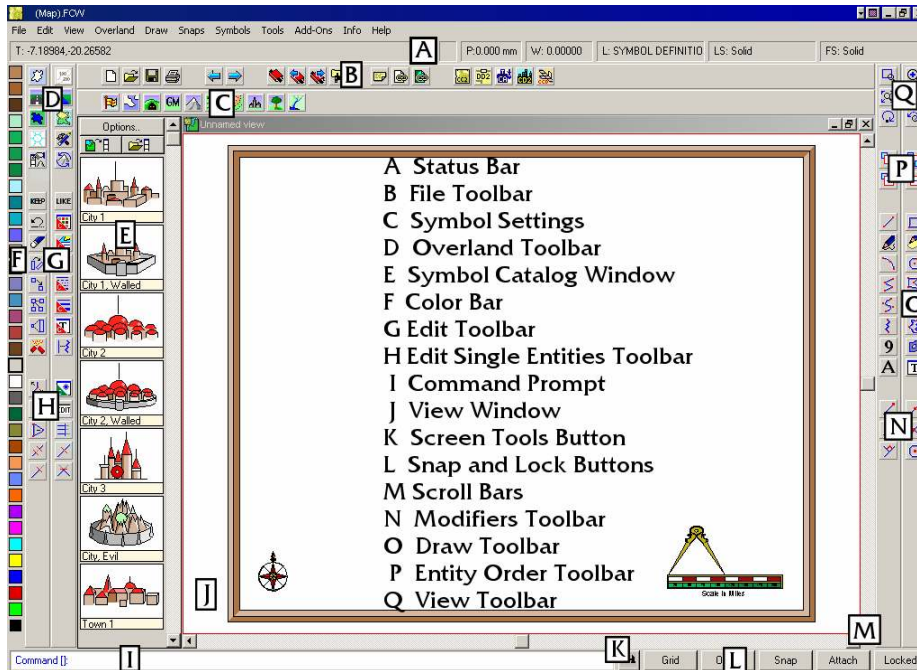 (Map).FCW
File Edit View Overland Draw Snaps Symbols Tools Add-Ons Info Help
T: -7.18984,-20.26582
A
P:0.000 mm
W: 0.00000
L: SYMBOL DEFINITIO
LS: Solid
FS: Solid
B
Q
D
GM
C
Options..
Unnamed view
P
KEEP
LIKE
City 1
E
City 1, Walled
F
G
City 2
T
City 2, Walled
H
City 3
City, Evil
Town 1
A Status Bar
B File Toolbar
C Symbol Settings
D Overland Toolbar
E Symbol Catalog Window
F Color Bar
G Edit Toolbar
H Edit Single Entities Toolbar
I Command Prompt
J View Window
K Screen Tools Button
L Snap and Lock Buttons
M Scroll Bars
N Modifiers Toolbar
O Draw Toolbar
P Entity Order Toolbar
Q View Toolbar
Scale in Miles
9
A
T
N
J
M
Command []:
I
K
Grid
L
Snap
Attach
Locked